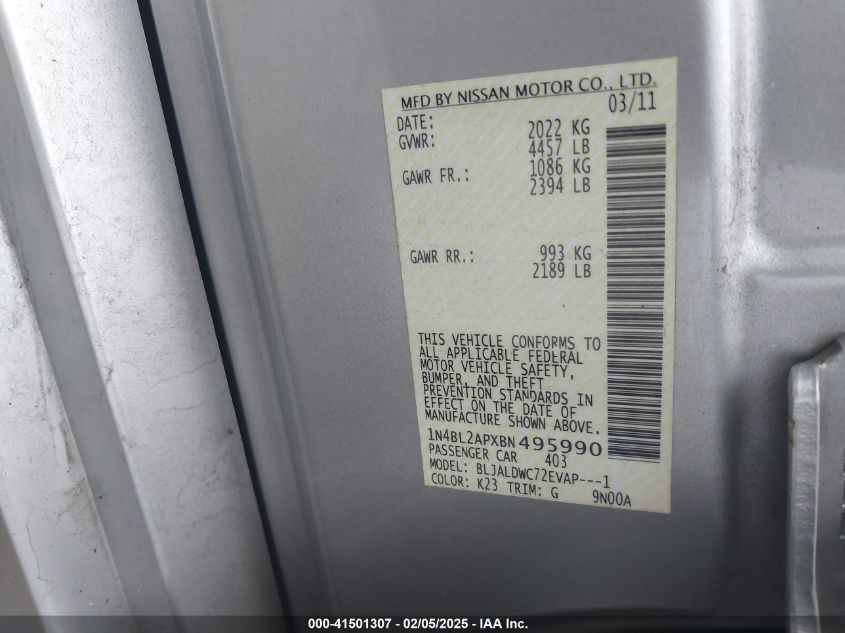 MFD BY NISSAN MOTOR CO., LTD.
DATE: 03/11
GVWR: 2022 KG
4457 LB
GAWR FR.: 1086 KG
2394 LB
GAWR RR.: 993 KG
2189 LB
THIS VEHICLE CONFORMS TO
ALL APPLICABLE FEDERAL
MOTOR VEHICLE SAFETY,
BUMPER, AND THEFT
PREVENTION STANDARDS IN
EFFECT ON THE DATE OF
MANUFACTURE SHOWN ABOVE.
1N4BL2APXBN495990
PASSENGER CAR 403
MODEL: BLJALDWC72EVAP---1
COLOR: K23 TRIM: G 9N00A
000-41501307 - 02/05/2025 - IAA Inc.